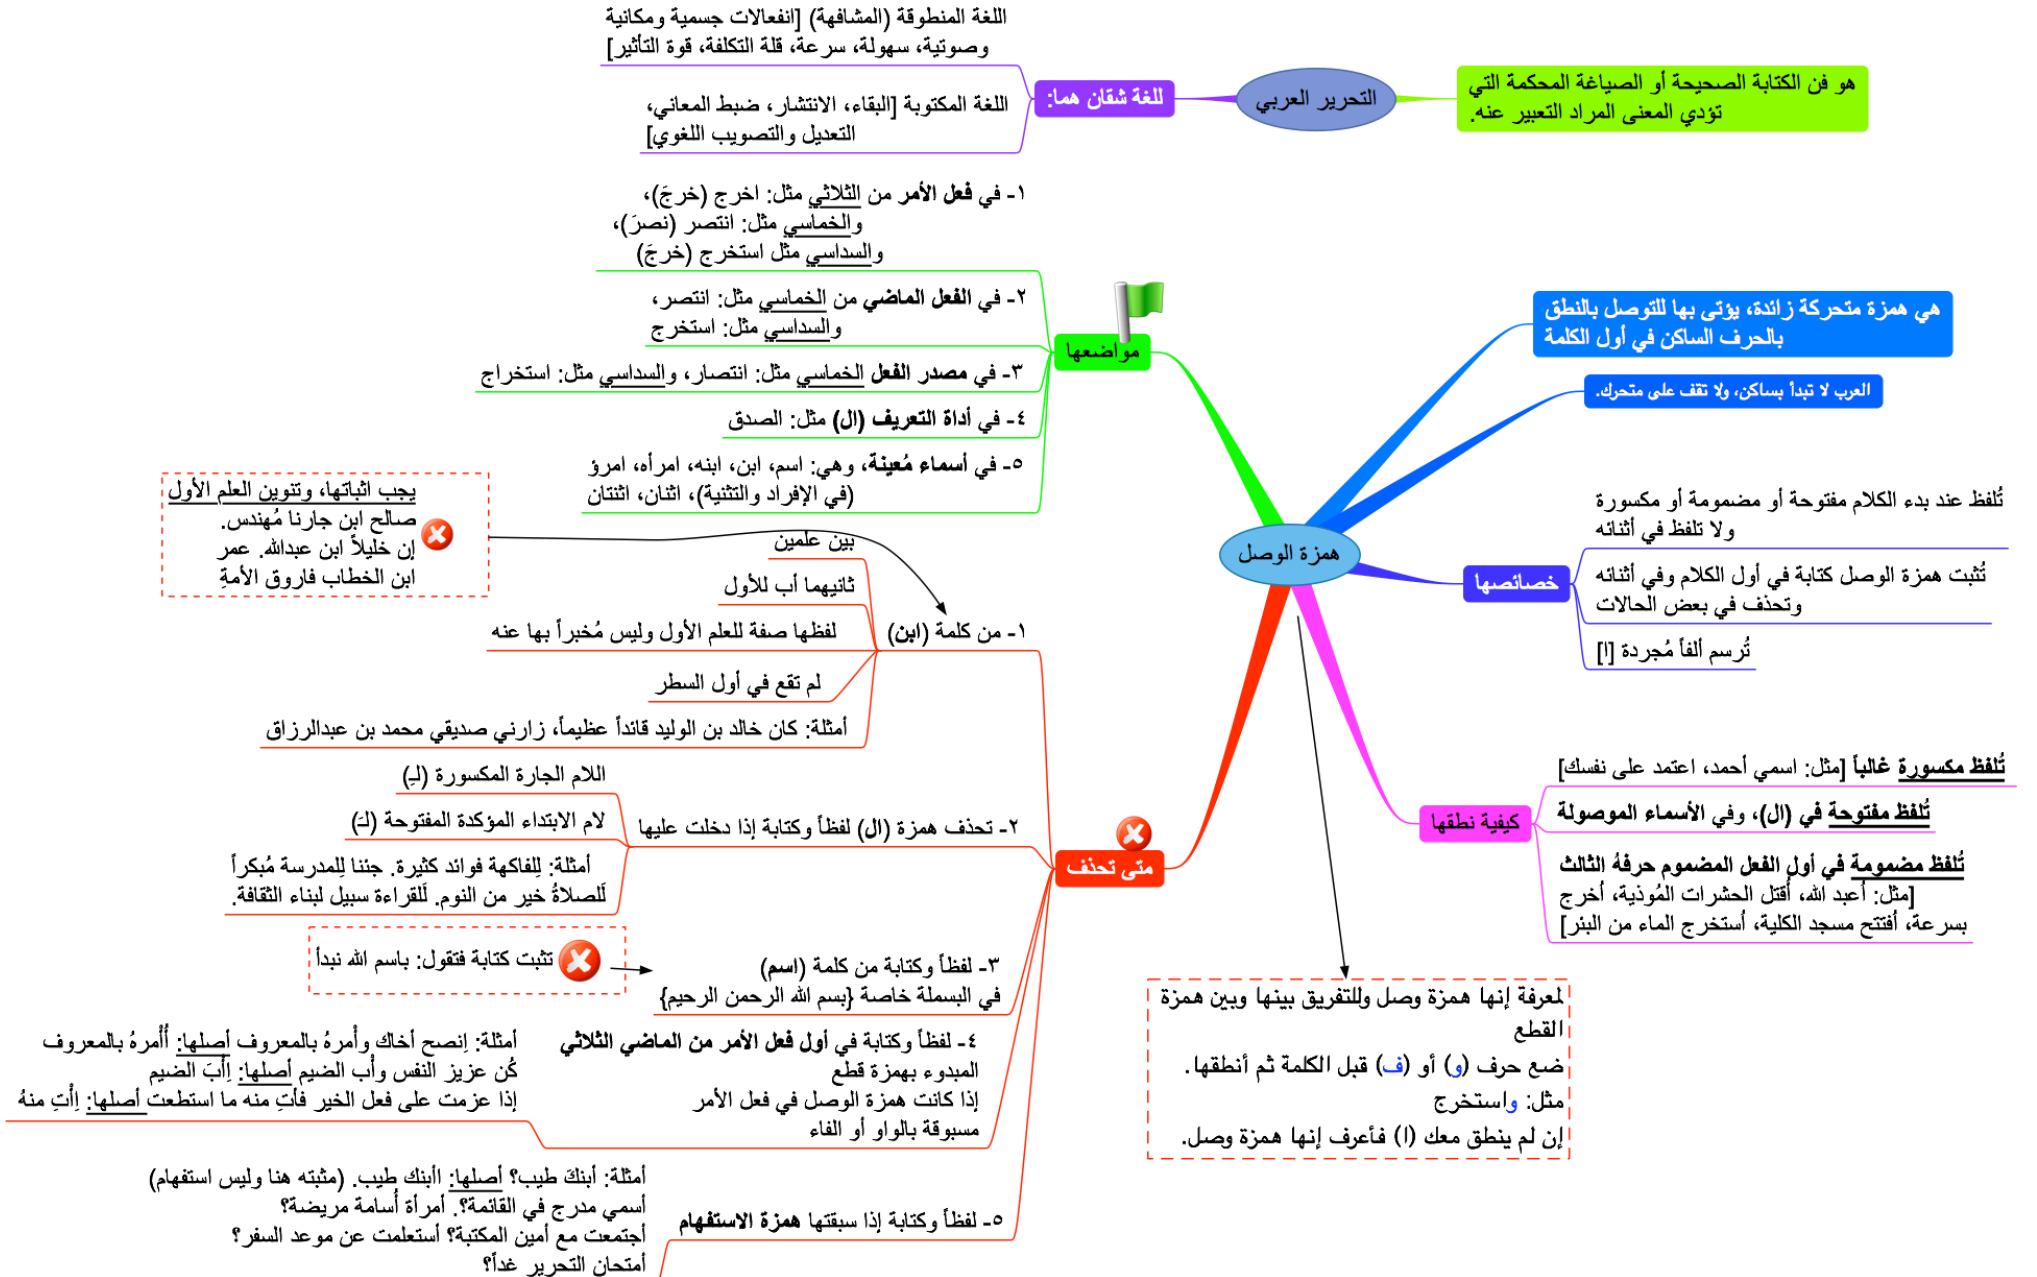 التحرير العربي
هو فن الكتابة الصحيحة أو الصياغة المحكمة التي
تؤدي المعنى المراد التعبير عنه.
للغة شقان هما:
اللغة المنطوقة (المشافهة) [انفعالات جسمية ومكانية
وصوتية، سهولة، سرعة، قلة التكلفة، قوة التأثير]
اللغة المكتوبة [البقاء، الانتشار، ضبط المعاني،
التعديل والتصويب اللغوي]
همزة الوصل
هي همزة متحركة زائدة، يؤتى بها للتوصل بالنطق
بالحرف الساكن في أول الكلمة
العرب لا تبدأ بساكن، ولا تقف على متحرك.
خصائصها
تُلفظ عند بدء الكلام مفتوحة أو مضمومة أو مكسورة
ولا تلفظ في أثنائه
تُثبت همزة الوصل كتابة في أول الكلام وفي أثنائه
وتحذف في بعض الحالات
تُرسم ألفاً مُجردة [ا]
كيفية نطقها
تُلفظ مكسورة غالباً [مثل: اسمي أحمد، اعتمد على نفسك]
تُلفظ مفتوحة في (ال)، وفي الأسماء الموصولة
تُلفظ مضمومة في أول الفعل المضموم حرفهُ الثالث
[مثل: اُعبد الله، اُقتل الحشرات المُوذية، اُخرج
بسرعة، اُفتتح مسجد الكلية، اُستخرج الماء من البئر]
لمعرفة إنها همزة وصل وللتفريق بينها وبين همزة
القطع
ضع حرف (و) أو (ف) قبل الكلمة ثم أنطقها.
مثل: واستخرج
إن لم ينطق معك (ا) فأعرف إنها همزة وصل.
مواضعها
١- في فعل الأمر من الثلاثي مثل: اخرج (خرجَ)،
والخماسي مثل: انتصر (نصرَ)،
والسداسي مثل استخرج (خرجَ)
٢- في الفعل الماضي من الخماسي مثل: انتصر،
والسداسي مثل: استخرج
٣- في مصدر الفعل الخماسي مثل: انتصار، والسداسي مثل: استخراج
٤- في أداة التعريف (ال) مثل: الصدق
٥- في أسماء مُعينة، وهي: اسم، ابن، ابنه، امرأه، امرؤ
(في الإفراد والتثنية)، اثنان، اثنتان
متى تحذف
١- من كلمة (ابن)
بين علمين
ثانيهما أب للأول
لفظها صفة للعلم الأول وليس مُخبراً بها عنه
لم تقع في أول السطر
أمثلة: كان خالد بن الوليد قائداً عظيماً، زارني صديقي محمد بن عبدالرزاق
يجب اثباتها، وتنوين العلم الأول
صالح ابن جارنا مُهندس.
إن خليلاً ابن عبدالله. عمر
ابن الخطاب فاروق الأمةِ
٢- تحذف همزة (ال) لفظاً وكتابة إذا دخلت عليها
اللام الجارة المكسورة (لـِ)
لام الابتداء المؤكدة المفتوحة (لـَ)
أمثلة: لِلفاكهة فوائد كثيرة. جئنا لِلمدرسة مُبكراً
لَلصلاةُ خير من النوم. لَلقراءة سبيل لبناء الثقافة.
٣- لفظاً وكتابة من كلمة (اسم)
في البسملة خاصة {بسم الله الرحمن الرحيم}
تثبت كتابة فتقول: باسم الله نبدأ
٤- لفظاً وكتابة في أول فعل الأمر من الماضي الثلاثي
المبدوء بهمزة قطع
إذا كانت همزة الوصل في فعل الأمر
مسبوقة بالواو أو الفاء
أمثلة: اِنصح أخاك وأْمرهُ بالمعروف أصلها: اُأْمرهُ بالمعروف
كُن عزيز النفس وأْب الضيم أصلها: اِأْبَ الضيم
إذا عزمت على فعل الخير فأتِ منه ما استطعت أصلها: اِأْتِ منهُ
٥- لفظاً وكتابة إذا سبقتها همزة الاستفهام
أمثلة: أبنكَ طيب؟ أصلها: اابنك طيب. (مثبته هنا وليس استفهام)
أسمي مدرج في القائمة؟. أمرأة أُسامة مريضة؟
أجتمعت مع أمين المكتبة؟ أستعلمت عن موعد السفر؟
أمتحان التحرير غداً؟